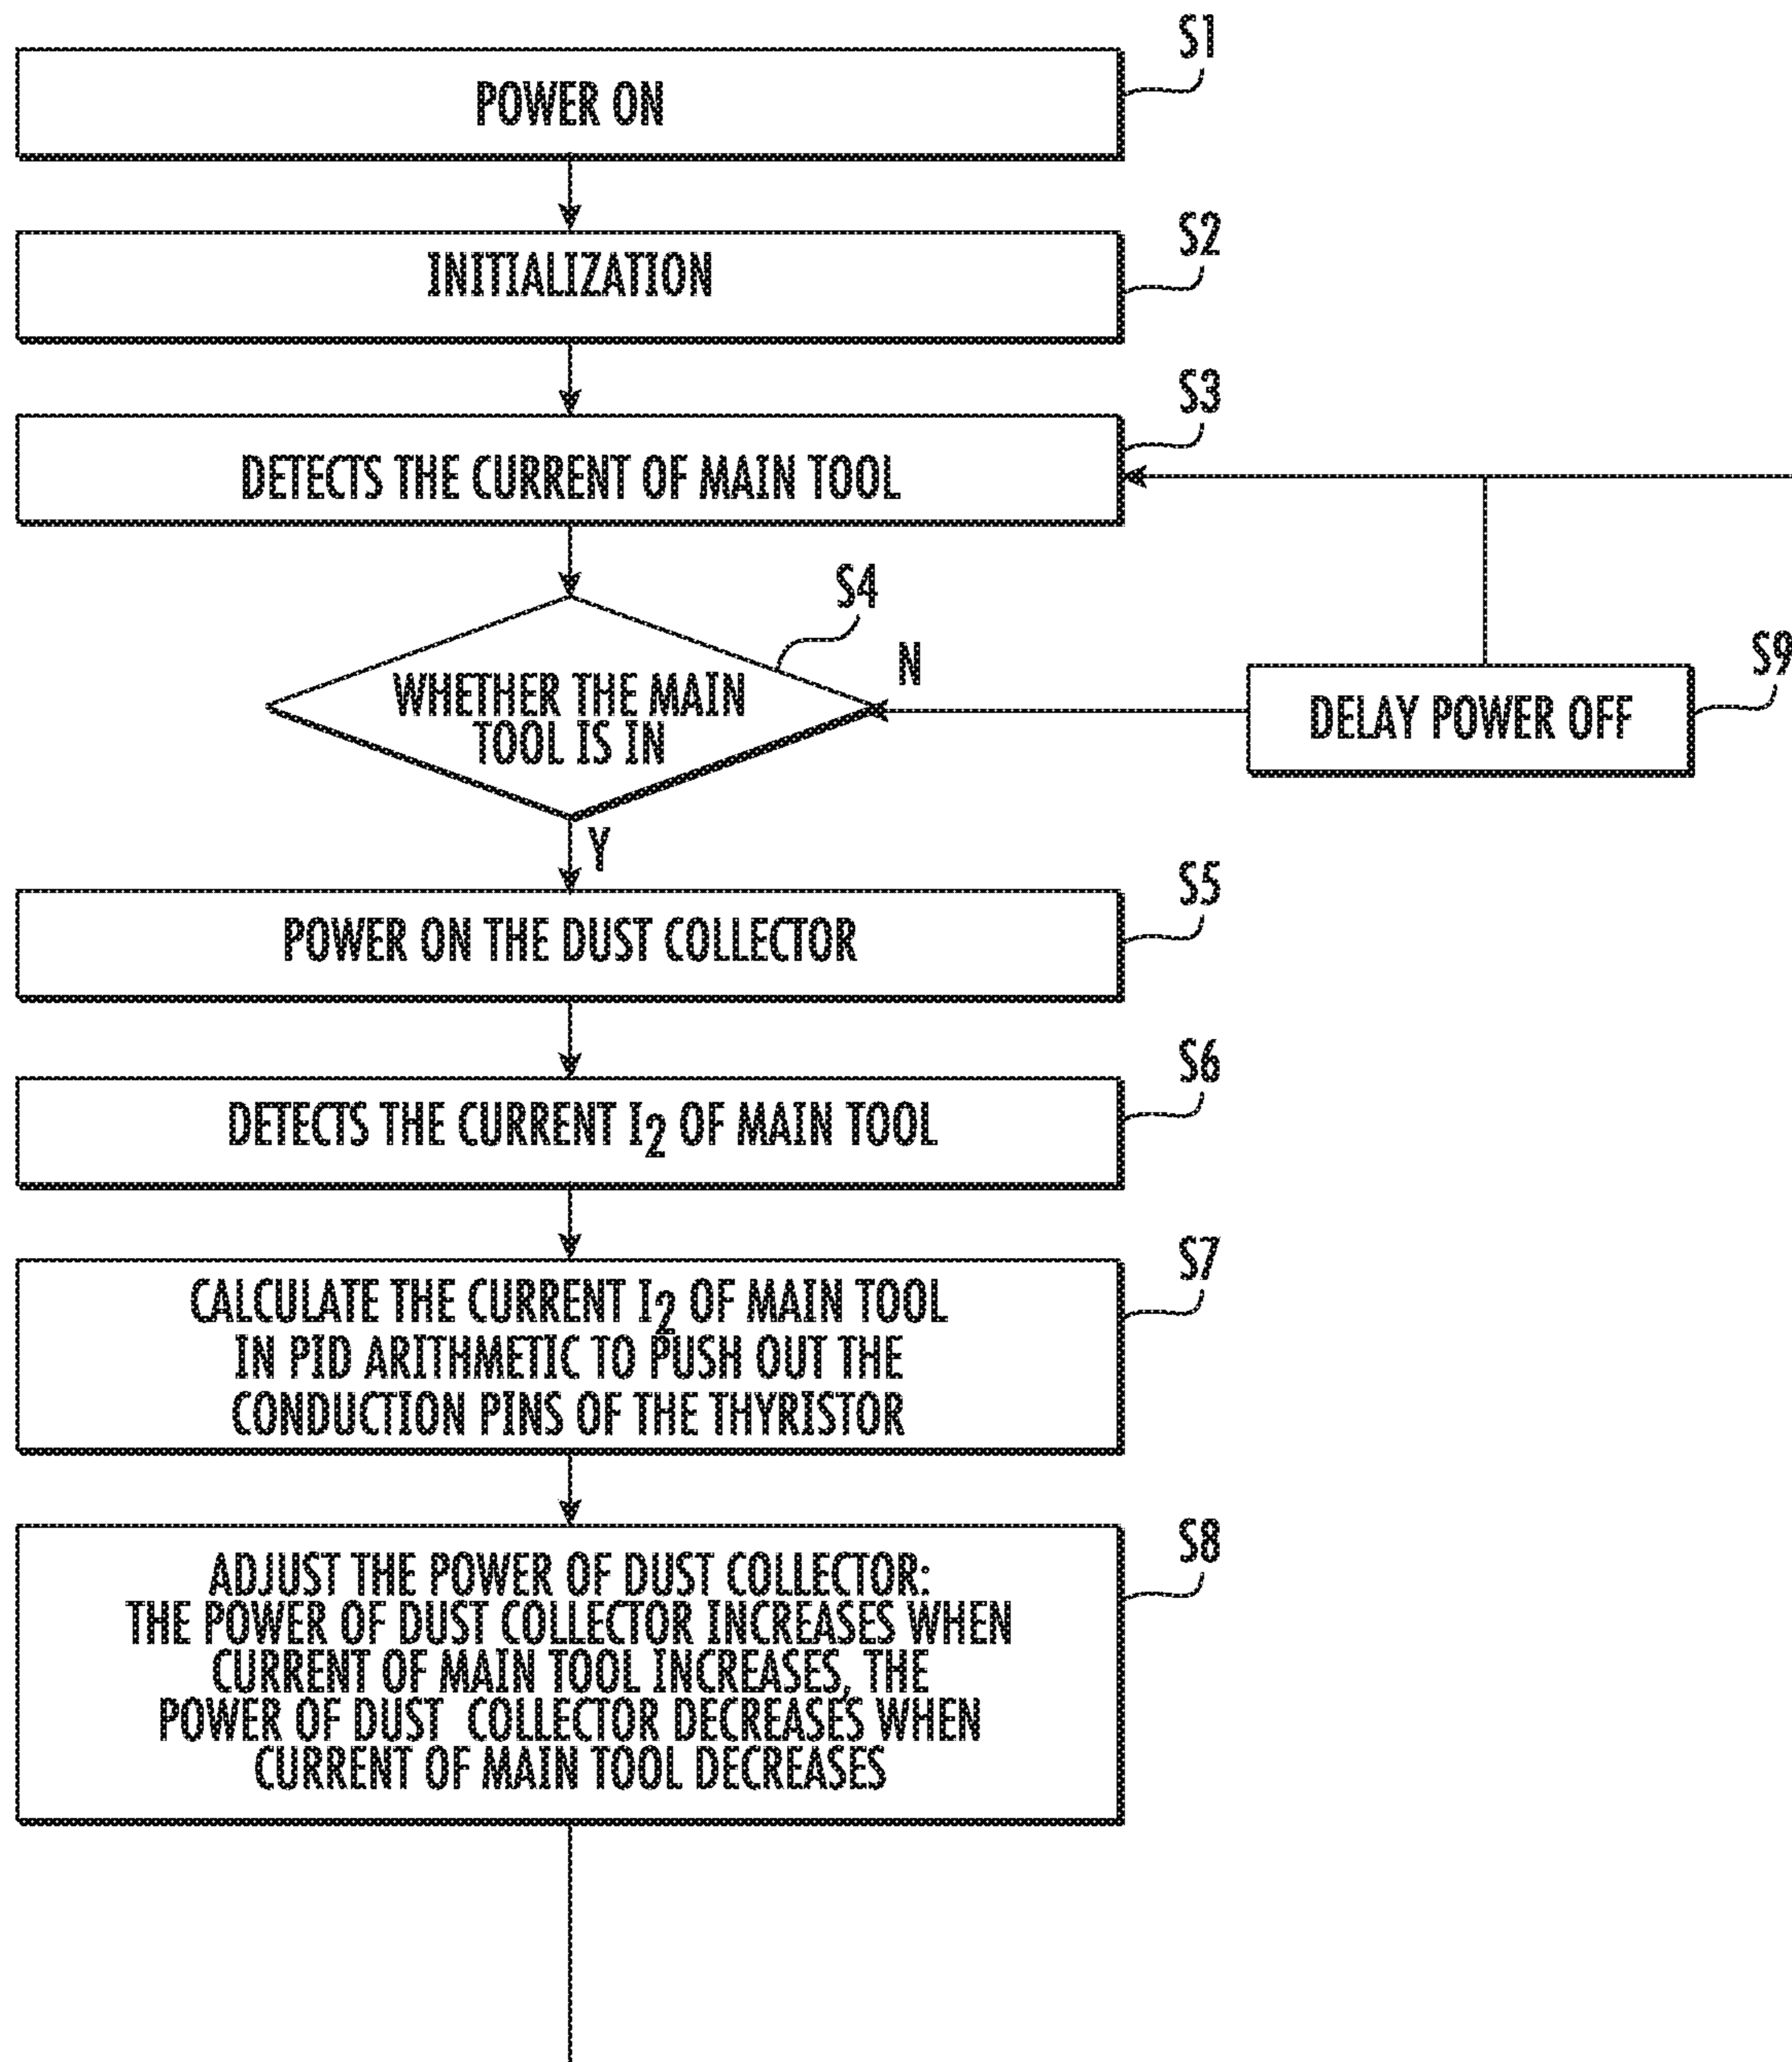 S1
POWER ON
S2
INITIALIZATION
S3
DETECTS THE CURRENT OF MAIN TOOL
S4
N
WHETHER THE MAIN
TOOL IS IN
S9
DELAY POWER OFF
Y
S5
POWER ON THE DUST COLLECTOR
S6
DETECTS THE CURRENT I2 OF MAIN TOOL
S7
CALCULATE THE CURRENT I2 OF MAIN TOOL
IN PID ARITHMETIC TO PUSH OUT THE
CONDUCTION PINS OF THE THYRISTOR
S8
ADJUST THE POWER OF DUST COLLECTOR:
THE POWER OF DUST COLLECTOR INCREASES WHEN
CURRENT OF MAIN TOOL INCREASES, THE
POWER OF DUST COLLECTOR DECREASES WHEN
CURRENT OF MAIN TOOL DECREASES